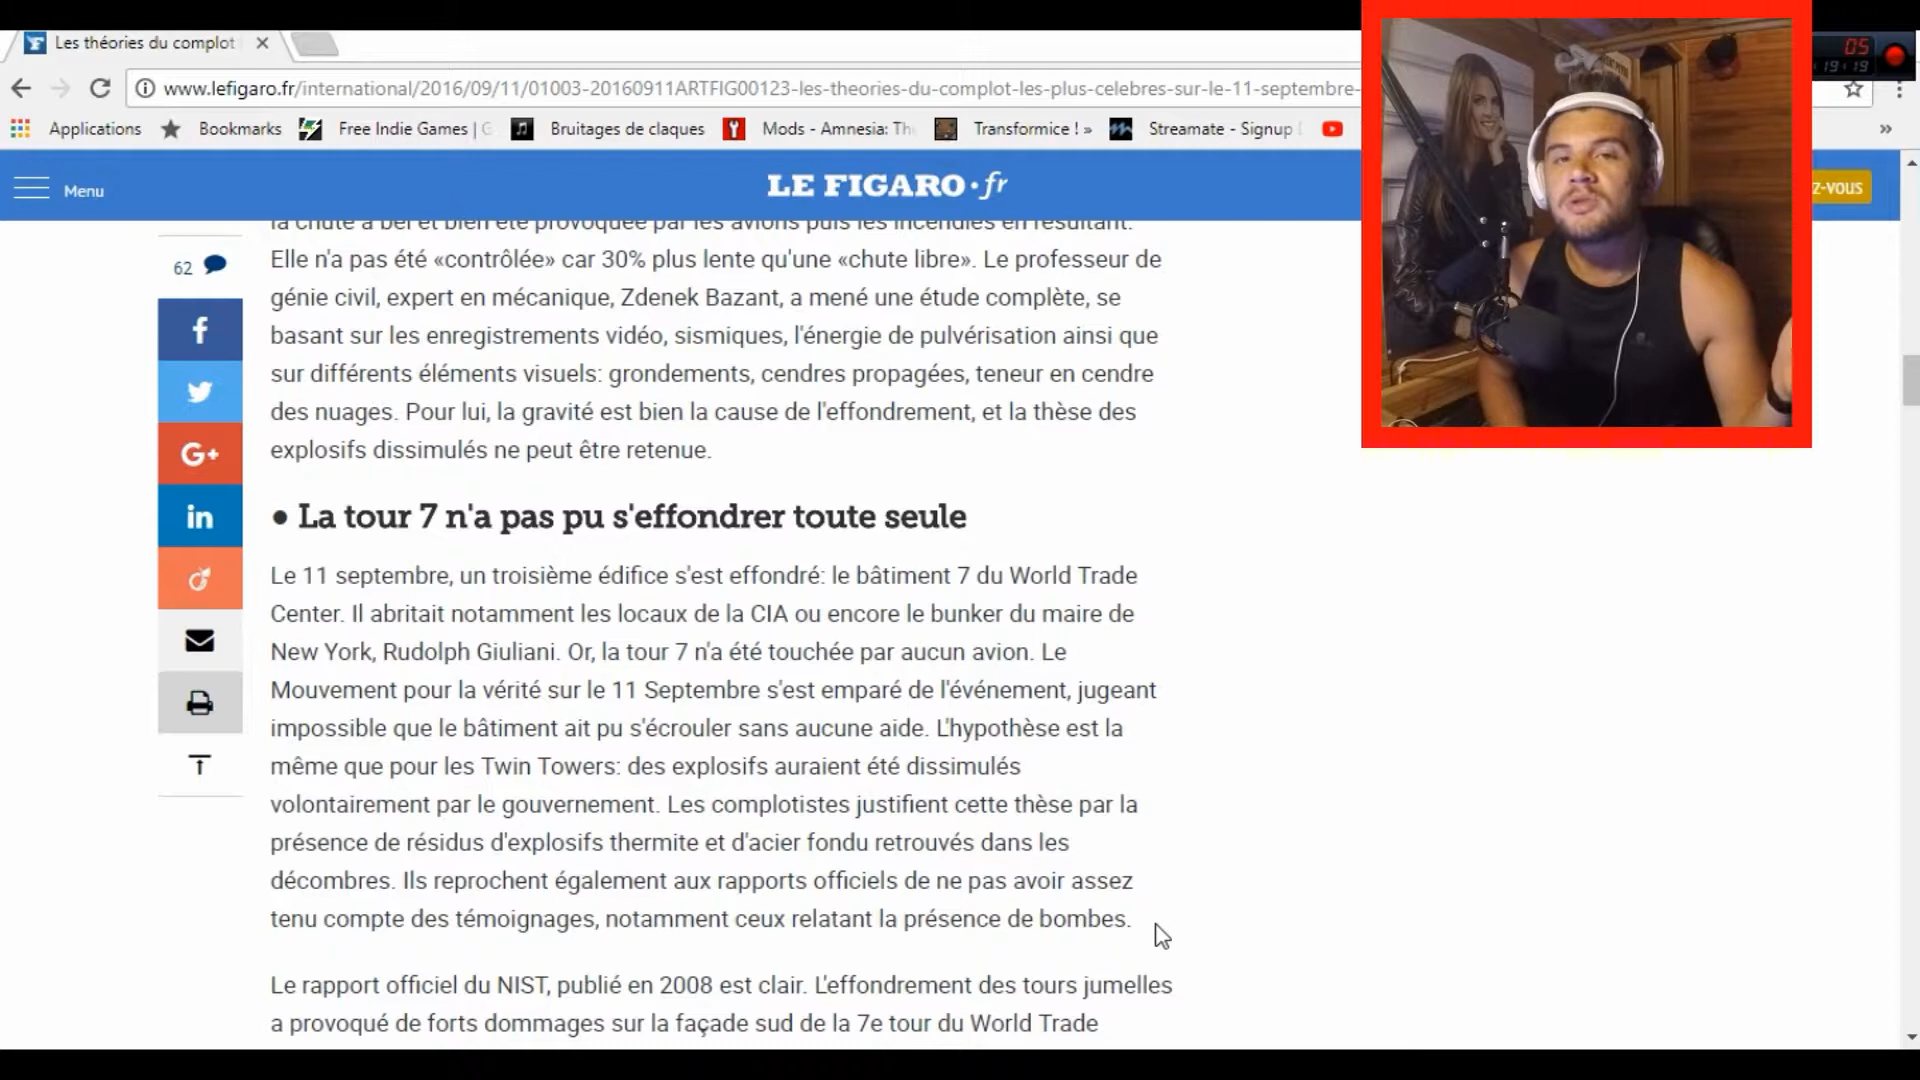 Les théories du complot
www.lefigaro.fr/international/2016/09/11/01003-20160911ARTFIG00123-les-theories-du-complot-les-plus-celebres-sur-le-11-septembre-
05
19:19
Applications
Bookmarks
Free Indie Games |
Bruitages de claques
Mods - Amnesia:
Transformice ! »
Streamate - Signup
»
Menu
LE FIGARO·fr
z-vous
la chute a bel et bien été provoquée par les avions puis les incendies en résultant.
62
Elle n'a pas été «contrôlée» car 30% plus lente qu'une «chute libre». Le professeur de
génie civil, expert en mécanique, Zdenek Bazant, a mené une étude complète, se
basant sur les enregistrements vidéo, sismiques, l'énergie de pulvérisation ainsi que
sur différents éléments visuels: grondements, cendres propagées, teneur en cendre
des nuages. Pour lui, la gravité est bien la cause de l'effondrement, et la thèse des
explosifs dissimulés ne peut être retenue.
f
G+
in
● La tour 7 n'a pas pu s'effondrer toute seule
Le 11 septembre, un troisième édifice s'est effondré: le bâtiment 7 du World Trade
Center. Il abritait notamment les locaux de la CIA ou encore le bunker du maire de
New York, Rudolph Giuliani. Or, la tour 7 n'a été touchée par aucun avion. Le
Mouvement pour la vérité sur le 11 Septembre s'est emparé de l'événement, jugeant
impossible que le bâtiment ait pu s'écrouler sans aucune aide. L'hypothèse est la
même que pour les Twin Towers: des explosifs auraient été dissimulés
volontairement par le gouvernement. Les complotistes justifient cette thèse par la
présence de résidus d'explosifs thermite et d'acier fondu retrouvés dans les
décombres. Ils reprochent également aux rapports officiels de ne pas avoir assez
tenu compte des témoignages, notamment ceux relatant la présence de bombes.
Le rapport officiel du NIST, publié en 2008 est clair. L'effondrement des tours jumelles
a provoqué de forts dommages sur la façade sud de la 7e tour du World Trade